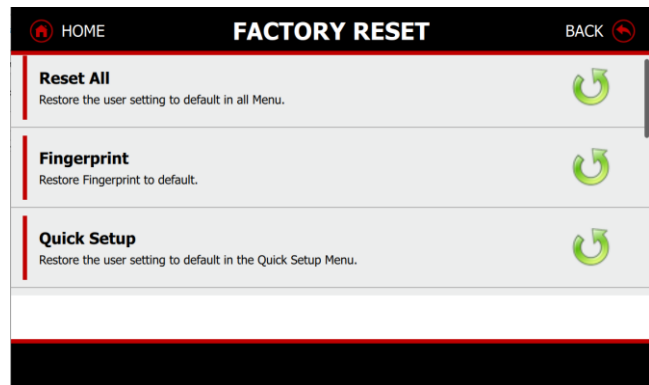 HOME
FACTORY RESET
BACK
Reset All
Restore the user setting to default in all Menu.
Fingerprint
Restore Fingerprint to default.
Quick Setup
Restore the user setting to default in the Quick Setup Menu.